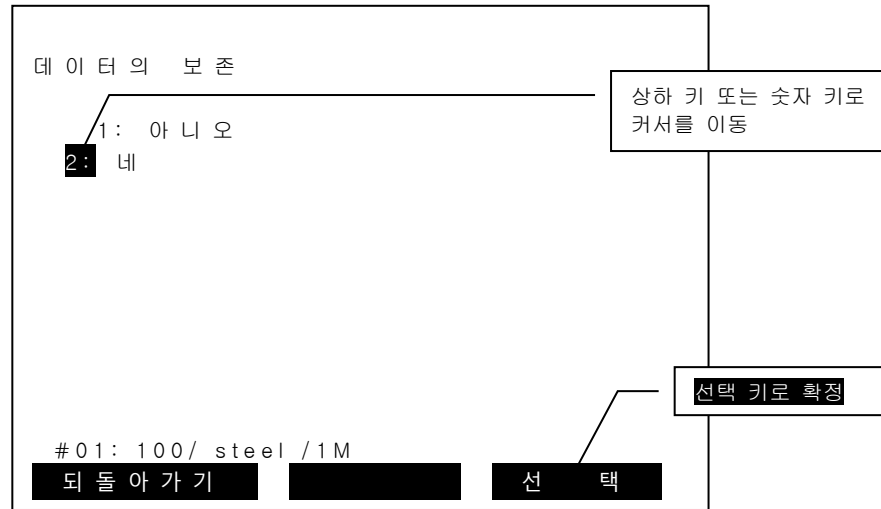 데이터의 보존
상하 키 또는 숫자 키로
커서를 이동
1: 아니오
2: 네
선택 키로 확정
#01: 100/ steel /1M
되돌아가기 선 택